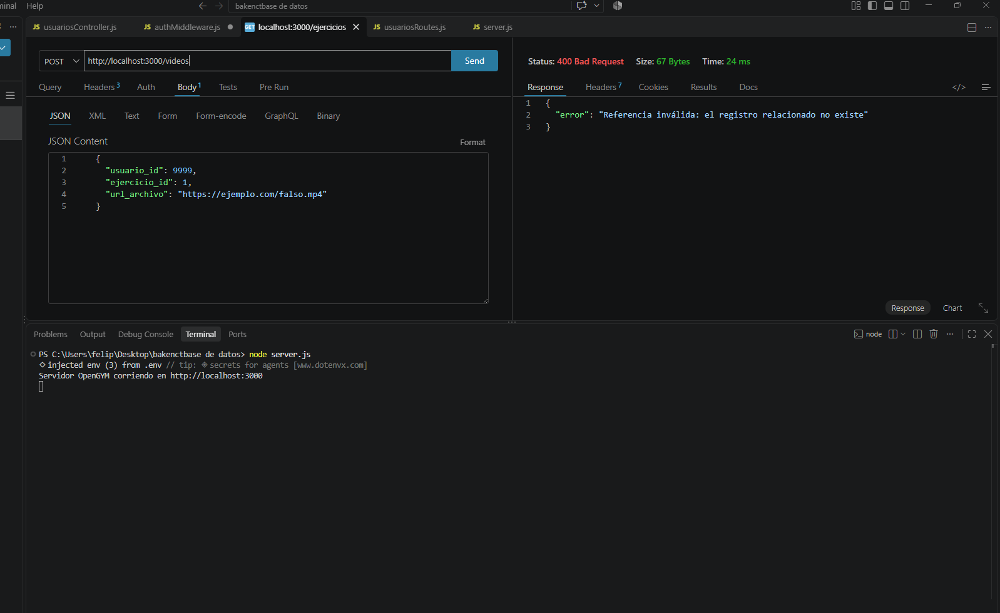 minal Help
bakenctbase de datos
JS usuariosController.js
JS authMiddleware.js
GET localhost:3000/ejercicios
JS usuariosRoutes.js
JS server.js
POST http://localhost:3000/videos Send
Query Headers 3 Auth Body 1 Tests Pre Run
JSON XML Text Form Form-encode GraphQL Binary
JSON Content Format
1 {
2 "usuario_id": 9999,
3 "ejercicio_id": 1,
4 "url_archivo": "https://ejemplo.com/falso.mp4"
5 }
Status: 400 Bad Request Size: 67 Bytes Time: 24 ms
Response Headers 7 Cookies Results Docs </>
1 {
2 "error": "Referencia inválida: el registro relacionado no existe"
3 }
Response Chart
Problems Output Debug Console Terminal Ports node
PS C:\Users\felip\Desktop\bakenctbase de datos> node server.js
◇ injected env (3) from .env // tip: ◈ secrets for agents [www.dotenvx.com]
Servidor OpenGYM corriendo en http://localhost:3000